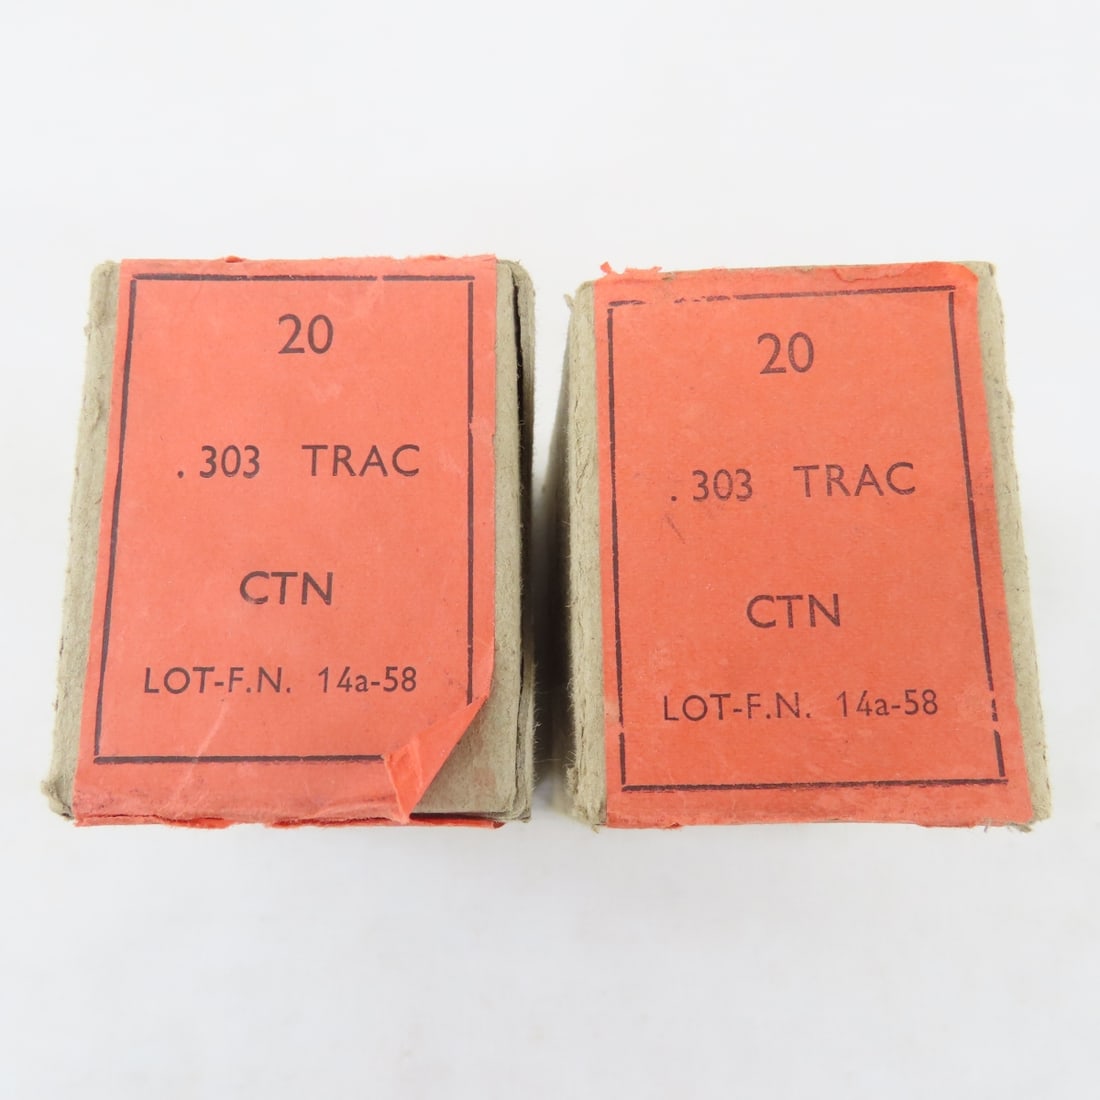 20
.303 TRAC
CTN
LOT-F.N. 14a-58
20
.303 TRAC
CTN
LOT-F.N. 14a-58